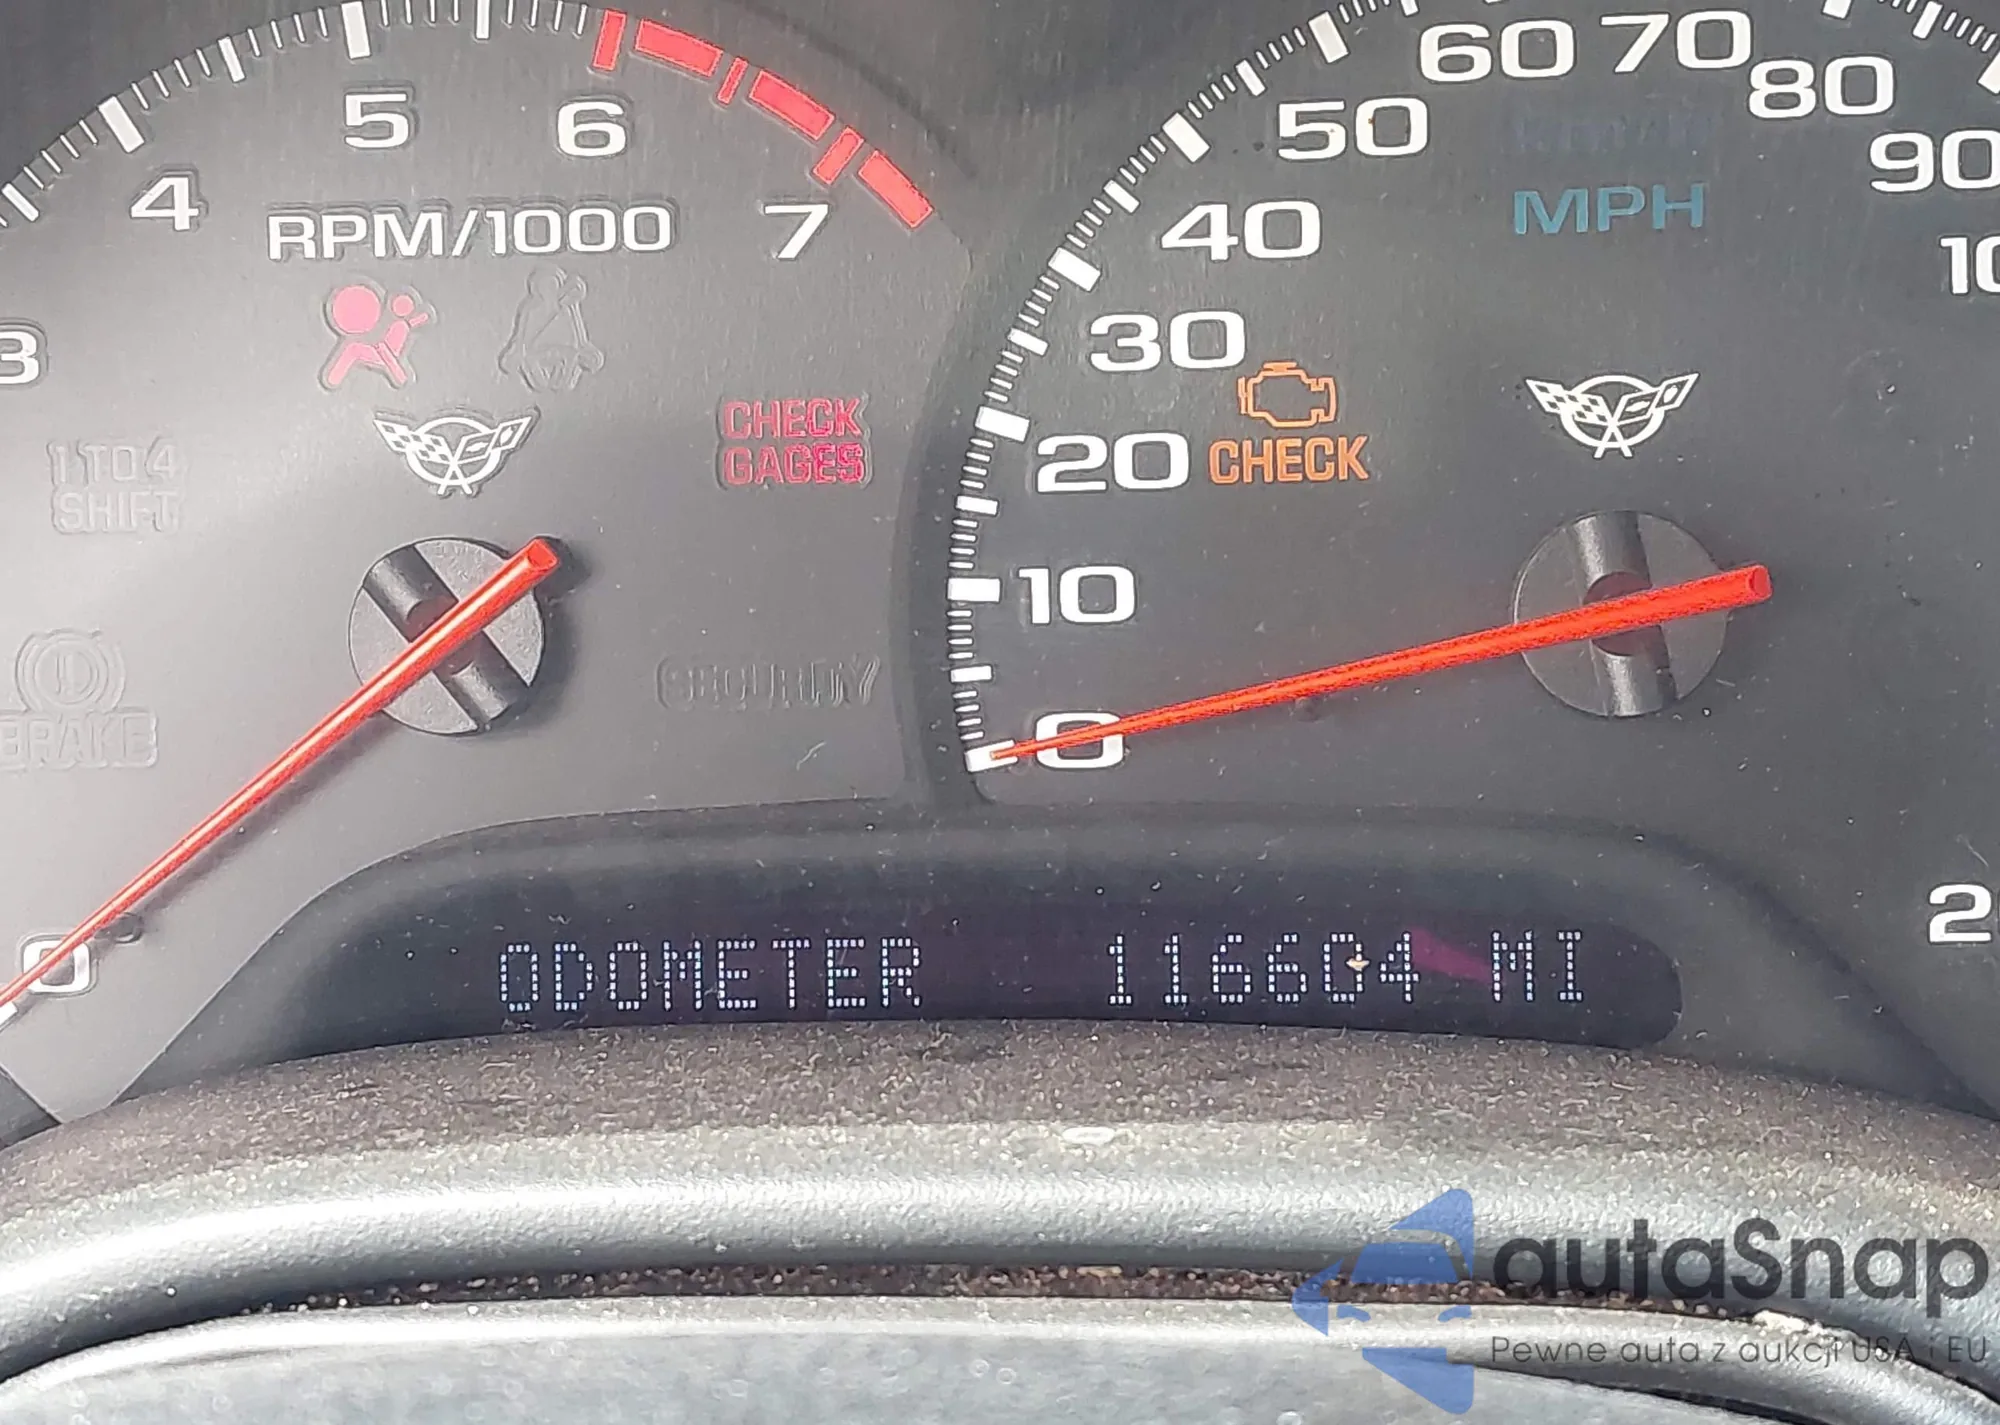 5
6
4
RPM/1000
7
3
CHECK
GAGES
1 TO 4
SHIFT
SECURITY
BRAKE
0
60
70
80
50
90
MPH
40
10
30
20
CHECK
10
0
ODOMETER 116604 MI
autaSnap
Pewne auta z aukcji USA i EU